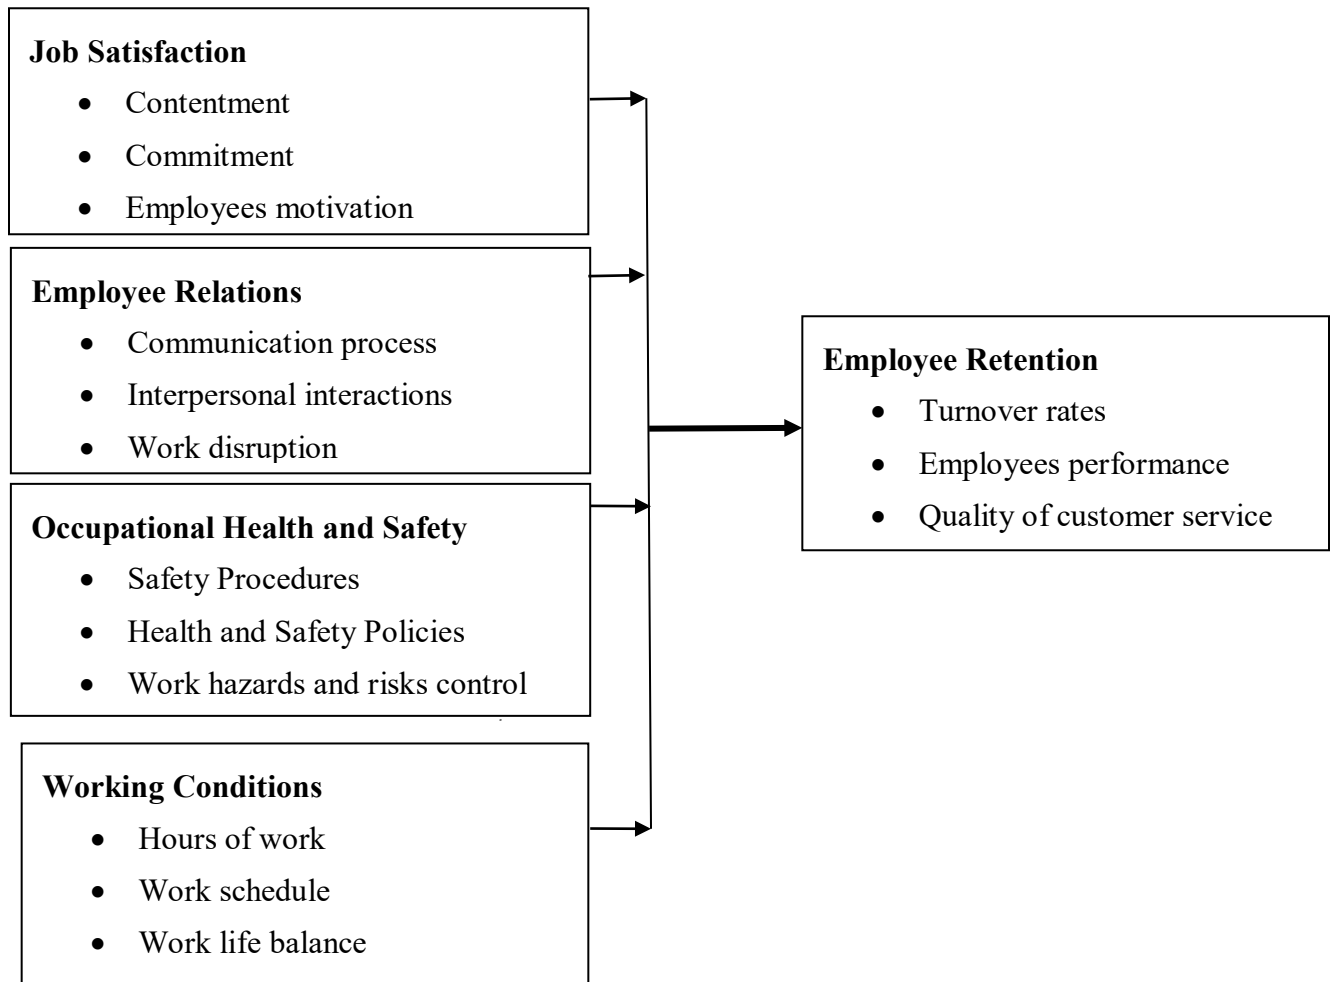 Job Satisfaction
• Contentment
• Commitment
• Employees motivation
Employee Relations
• Communication process
• Interpersonal interactions
• Work disruption
Occupational Health and Safety
• Safety Procedures
• Health and Safety Policies
• Work hazards and risks control
Working Conditions
• Hours of work
• Work schedule
• Work life balance
Employee Retention
• Turnover rates
• Employees performance
• Quality of customer service